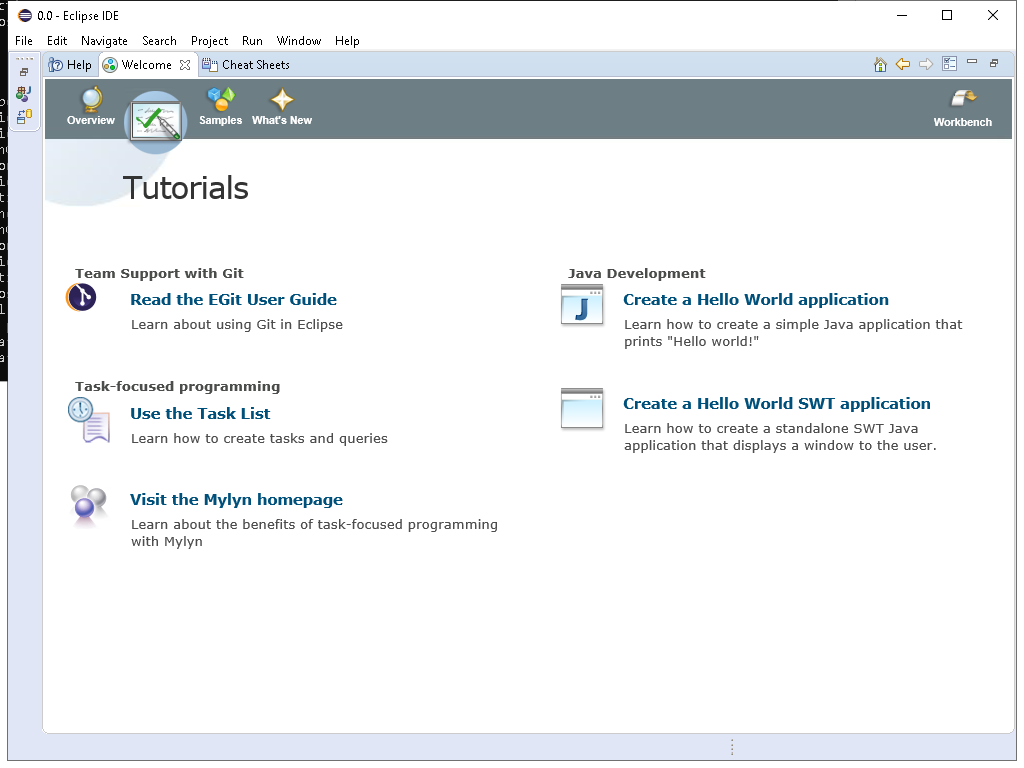 0.0 - Eclipse IDE
File Edit Navigate Search Project Run Window Help
Help Welcome Cheat Sheets
Overview Samples What's New Workbench
Tutorials
Team Support with Git
Read the EGit User Guide
Learn about using Git in Eclipse
Task-focused programming
Use the Task List
Learn how to create tasks and queries
Visit the Mylyn homepage
Learn about the benefits of task-focused programming
with Mylyn
Java Development
Create a Hello World application
Learn how to create a simple Java application that
prints "Hello world!"
Create a Hello World SWT application
Learn how to create a standalone SWT Java
application that displays a window to the user.